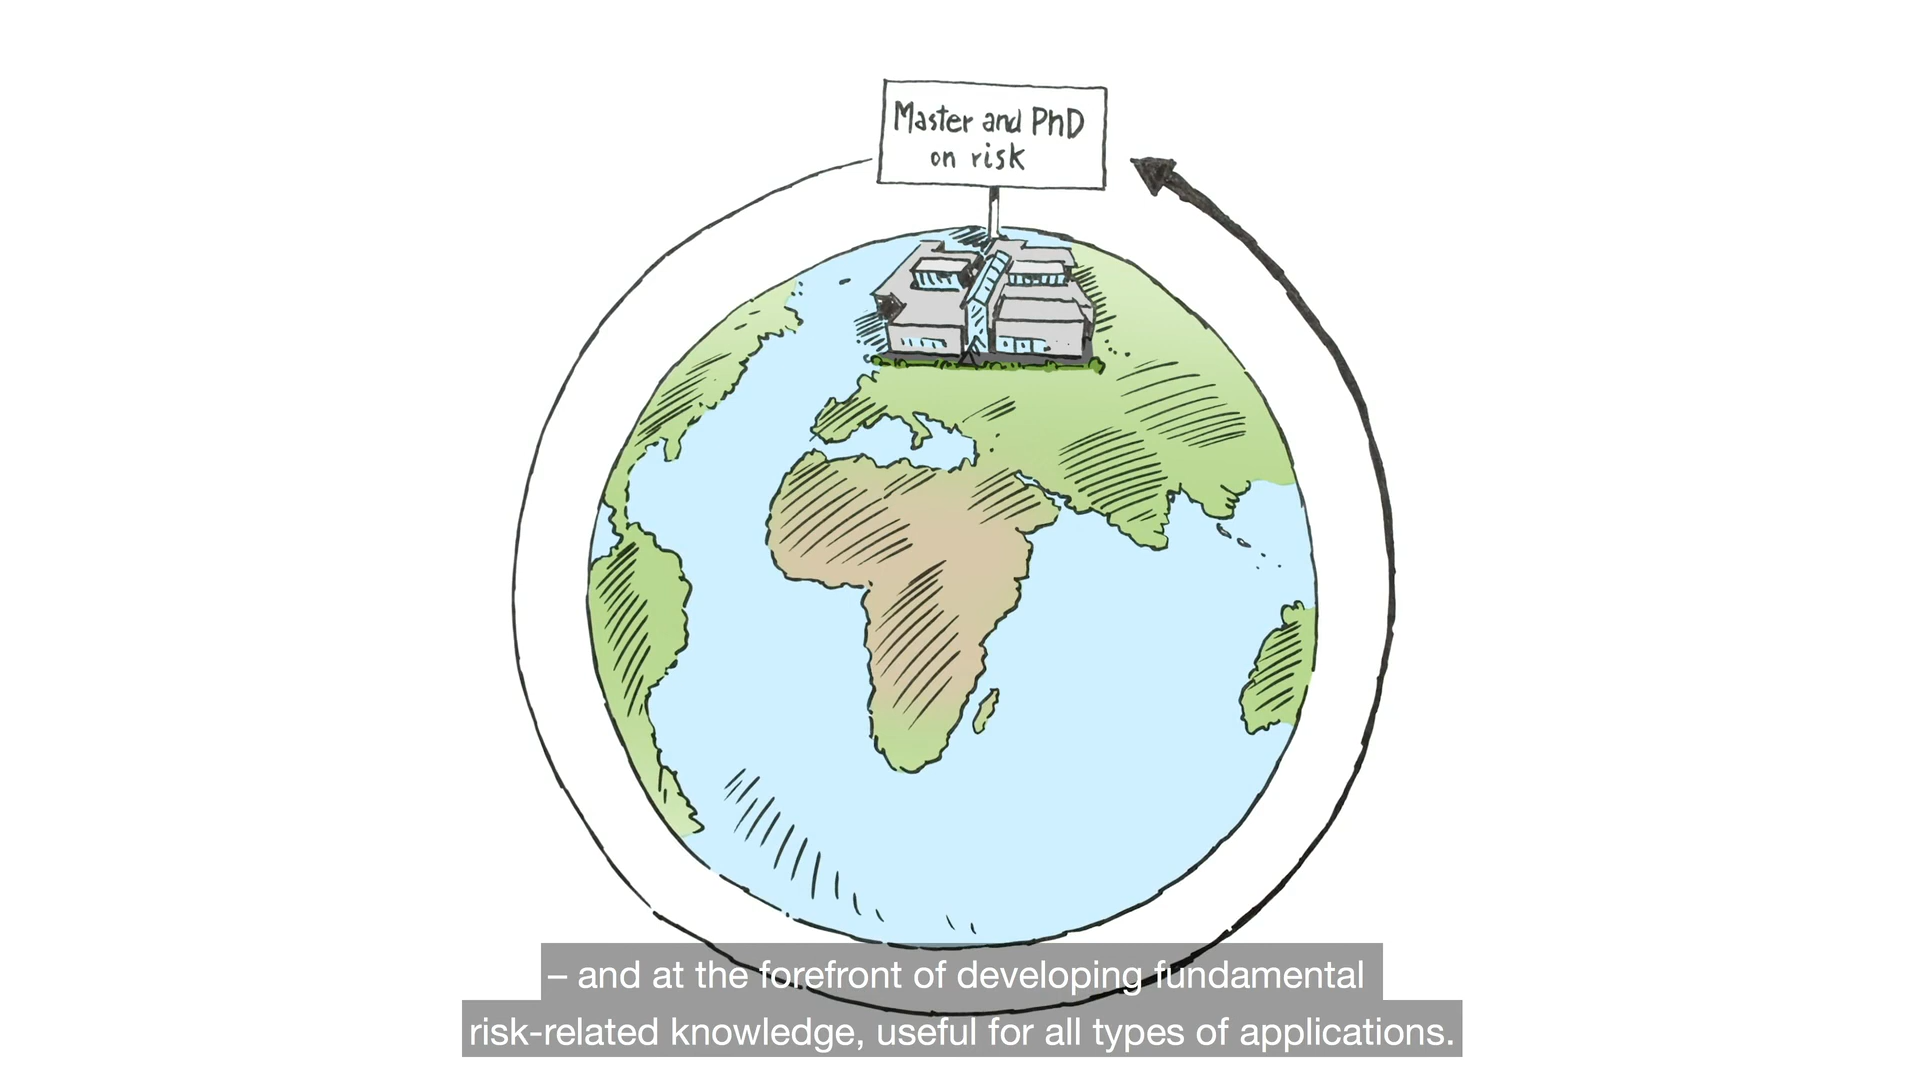 Master and PhD
on risk
– and at the forefront of developing fundamental
risk-related knowledge, useful for all types of applications.